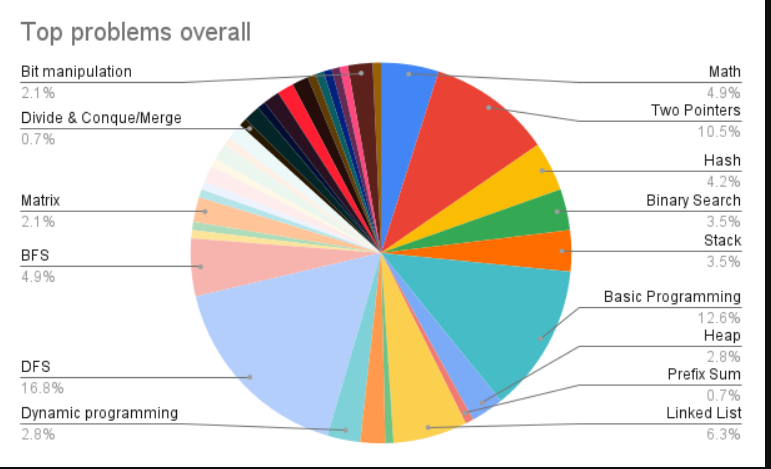 Top problems overall
Bit manipulation
2.1%
Divide & Conque/Merge
0.7%
Matrix
2.1%
BFS
4.9%
DFS
16.8%
Dynamic programming
2.8%
Math
4.9%
Two Pointers
10.5%
Hash
4.2%
Binary Search
3.5%
Stack
3.5%
Basic Programming
12.6%
Heap
2.8%
Prefix Sum
0.7%
Linked List
6.3%